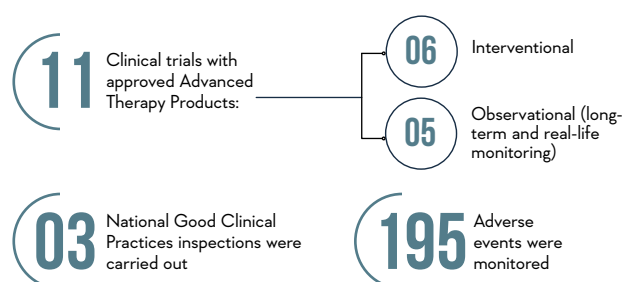 11
Clinical trials with
approved Advanced
Therapy Products:
06
Interventional
05
Observational (long-
term and real-life
monitoring)
03
National Good Clinical
Practices inspections were
carried out
195
Adverse
events were
monitored